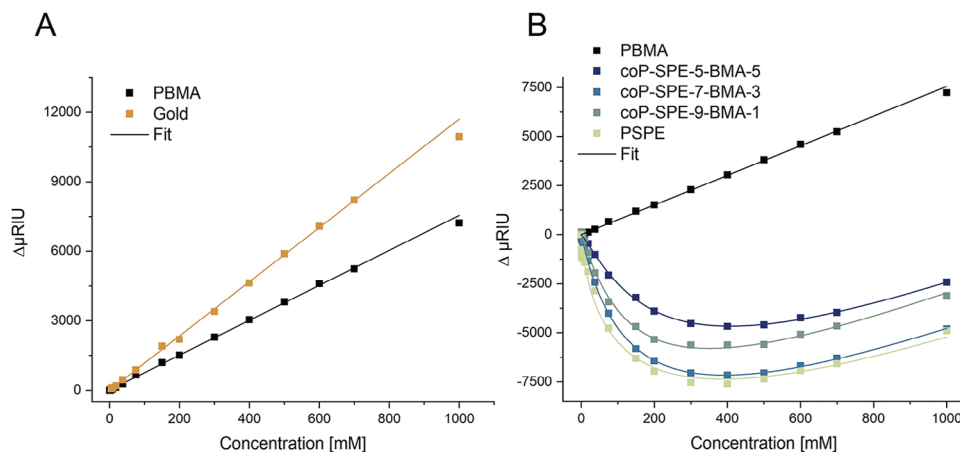 A
PBMA
Gold
Fit
12000
9000
6000
3000
0
ΔµRIU
0
200
400
600
800
1000
Concentration [mM]
B
PBMA
coP-SPE-5-BMA-5
coP-SPE-7-BMA-3
coP-SPE-9-BMA-1
PSPE
Fit
7500
5000
2500
0
-2500
-5000
-7500
Δ µRIU
0
200
400
600
800
1000
Concentration [mM]